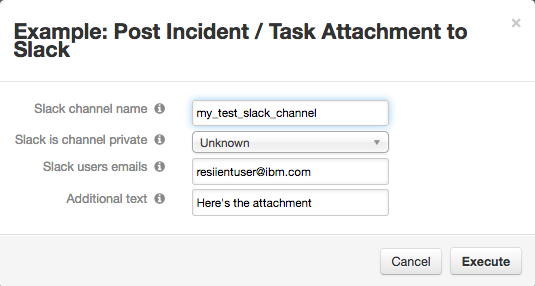 Example: Post Incident / Task Attachment to
Slack
×
Slack channel name
my_test_slack_channel
Slack is channel private
Unknown
Slack users emails
resiientuser@ibm.com
Additional text
Here's the attachment
Cancel
Execute